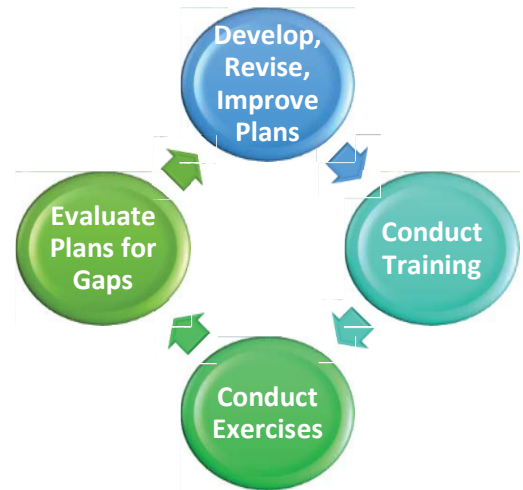 Develop,
Revise,
Improve
Plans
Conduct
Training
Conduct
Exercises
Evaluate
Plans for
Gaps